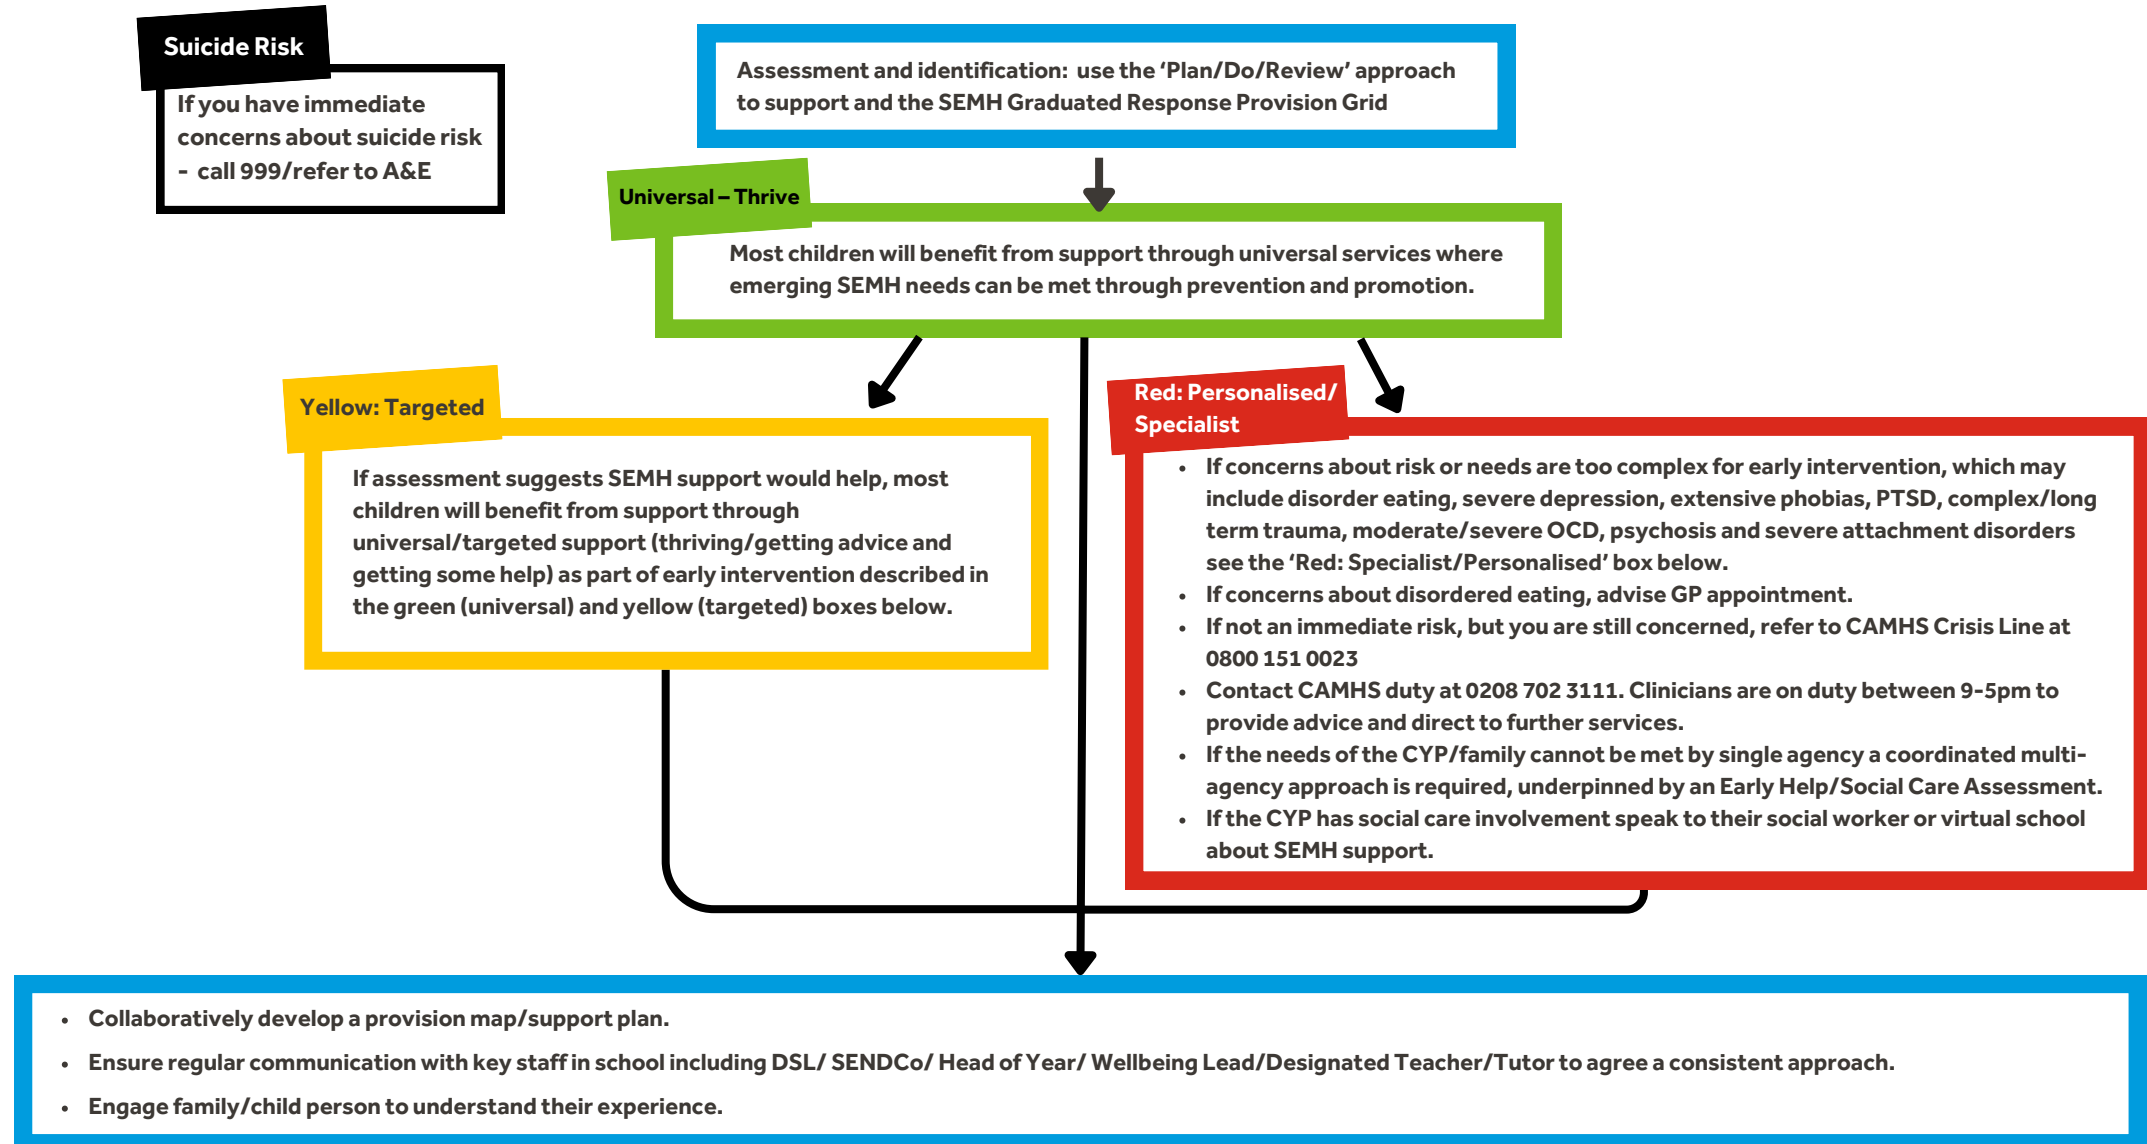 Suicide Risk
If you have immediate
concerns about suicide risk
- call 999/refer to A&E
Assessment and identification: use the ‘Plan/Do/Review’ approach
to support and the SEMH Graduated Response Provision Grid
Universal – Thrive
Most children will benefit from support through universal services where
emerging SEMH needs can be met through prevention and promotion.
Yellow: Targeted
If assessment suggests SEMH support would help, most
children will benefit from support through
universal/targeted support (thriving/getting advice and
getting some help) as part of early intervention described in
the green (universal) and yellow (targeted) boxes below.
Red: Personalised/
Specialist
• If concerns about risk or needs are too complex for early intervention, which may
include disorder eating, severe depression, extensive phobias, PTSD, complex/long
term trauma, moderate/severe OCD, psychosis and severe attachment disorders
see the ‘Red: Specialist/Personalised’ box below.
• If concerns about disordered eating, advise GP appointment.
• If not an immediate risk, but you are still concerned, refer to CAMHS Crisis Line at
0800 151 0023
• Contact CAMHS duty at 0208 702 3111. Clinicians are on duty between 9-5pm to
provide advice and direct to further services.
• If the needs of the CYP/family cannot be met by single agency a coordinated multi-
agency approach is required, underpinned by an Early Help/Social Care Assessment.
• If the CYP has social care involvement speak to their social worker or virtual school
about SEMH support.
• Collaboratively develop a provision map/support plan.
• Ensure regular communication with key staff in school including DSL/ SENDCo/ Head of Year/ Wellbeing Lead/Designated Teacher/Tutor to agree a consistent approach.
• Engage family/child person to understand their experience.